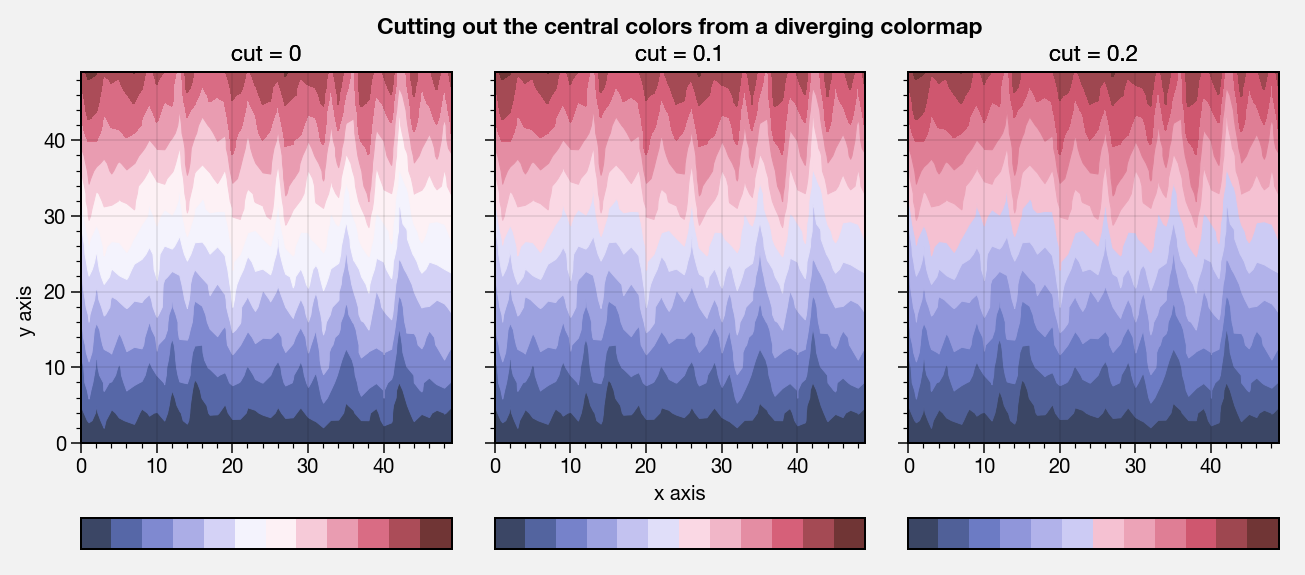 Cutting out the central colors from a diverging colormap
cut = 0
cut = 0.1
cut = 0.2
y axis
40
30
20
10
0
0 10 20 30 40
0 10 20 30 40
0 10 20 30 40
x axis